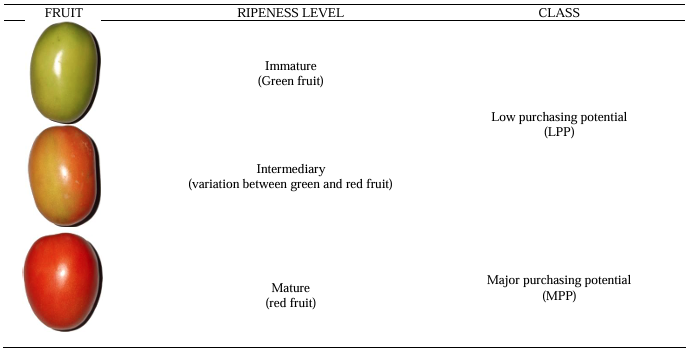 FRUIT RIPENESS LEVEL CLASS
Immature
(Green fruit)
Low purchasing potential
(LPP)
Intermediary
(variation between green and red fruit)
Mature
(red fruit)
Major purchasing potential
(MPP)